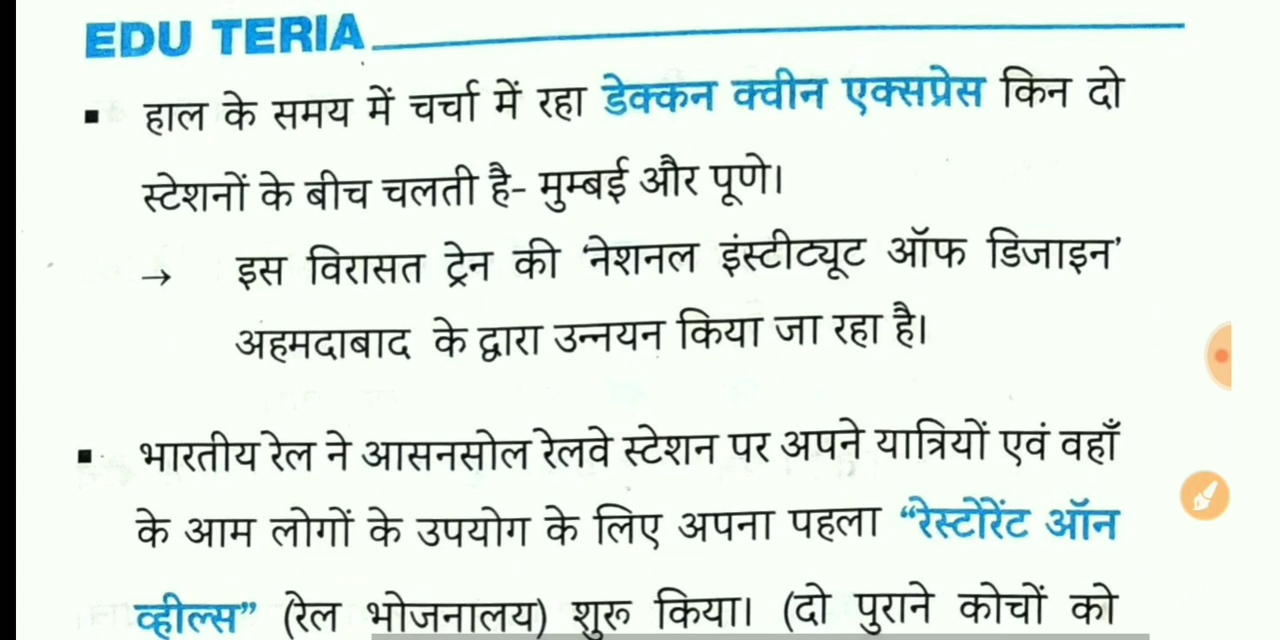 EDU TERIA
▪ हाल के समय में चर्चा में रहा डेक्कन क्वीन एक्सप्रेस किन दो
स्टेशनों के बीच चलती है- मुम्बई और पूणे।
→ इस विरासत ट्रेन की 'नेशनल इंस्टीट्यूट ऑफ डिजाइन'
अहमदाबाद के द्वारा उन्नयन किया जा रहा है।
▪ भारतीय रेल ने आसनसोल रेलवे स्टेशन पर अपने यात्रियों एवं वहाँ
के आम लोगों के उपयोग के लिए अपना पहला “रेस्टोरेंट ऑन
व्हील्स” (रेल भोजनालय) शुरू किया। (दो पुराने कोचों को